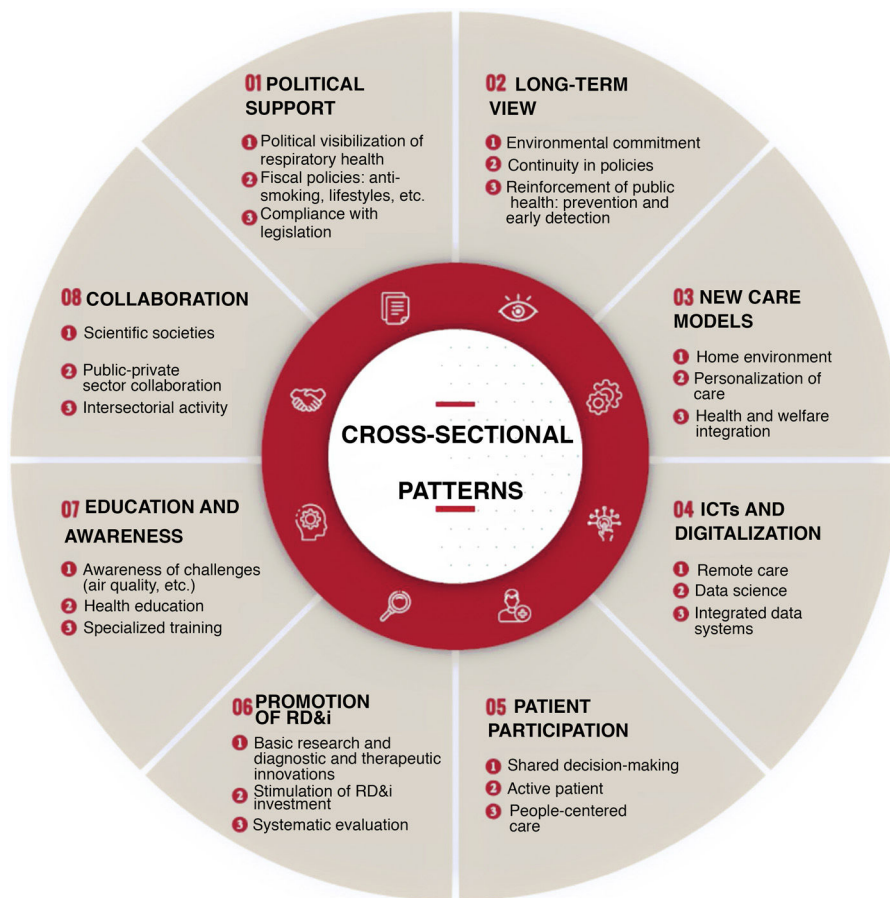 01 POLITICAL
SUPPORT
1 Political visibilization of
respiratory health
2 Fiscal policies: anti-
smoking, lifestyles, etc.
3 Compliance with
legislation
02 LONG-TERM
VIEW
1 Environmental commitment
2 Continuity in policies
3 Reinforcement of public
health: prevention and
early detection
03 NEW CARE
MODELS
1 Home environment
2 Personalization of
care
3 Health and welfare
integration
04 ICTs AND
DIGITALIZATION
1 Remote care
2 Data science
3 Integrated data
systems
05 PATIENT
PARTICIPATION
1 Shared decision-making
2 Active patient
3 People-centered
care
06 PROMOTION
OF RD&i
1 Basic research and
diagnostic and therapeutic
innovations
2 Stimulation of RD&i
investment
3 Systematic evaluation
07 EDUCATION AND
AWARENESS
1 Awareness of challenges
(air quality, etc.)
2 Health education
3 Specialized training
08 COLLABORATION
1 Scientific societies
2 Public-private
sector collaboration
3 Intersectorial activity
CROSS-SECTIONAL
PATTERNS